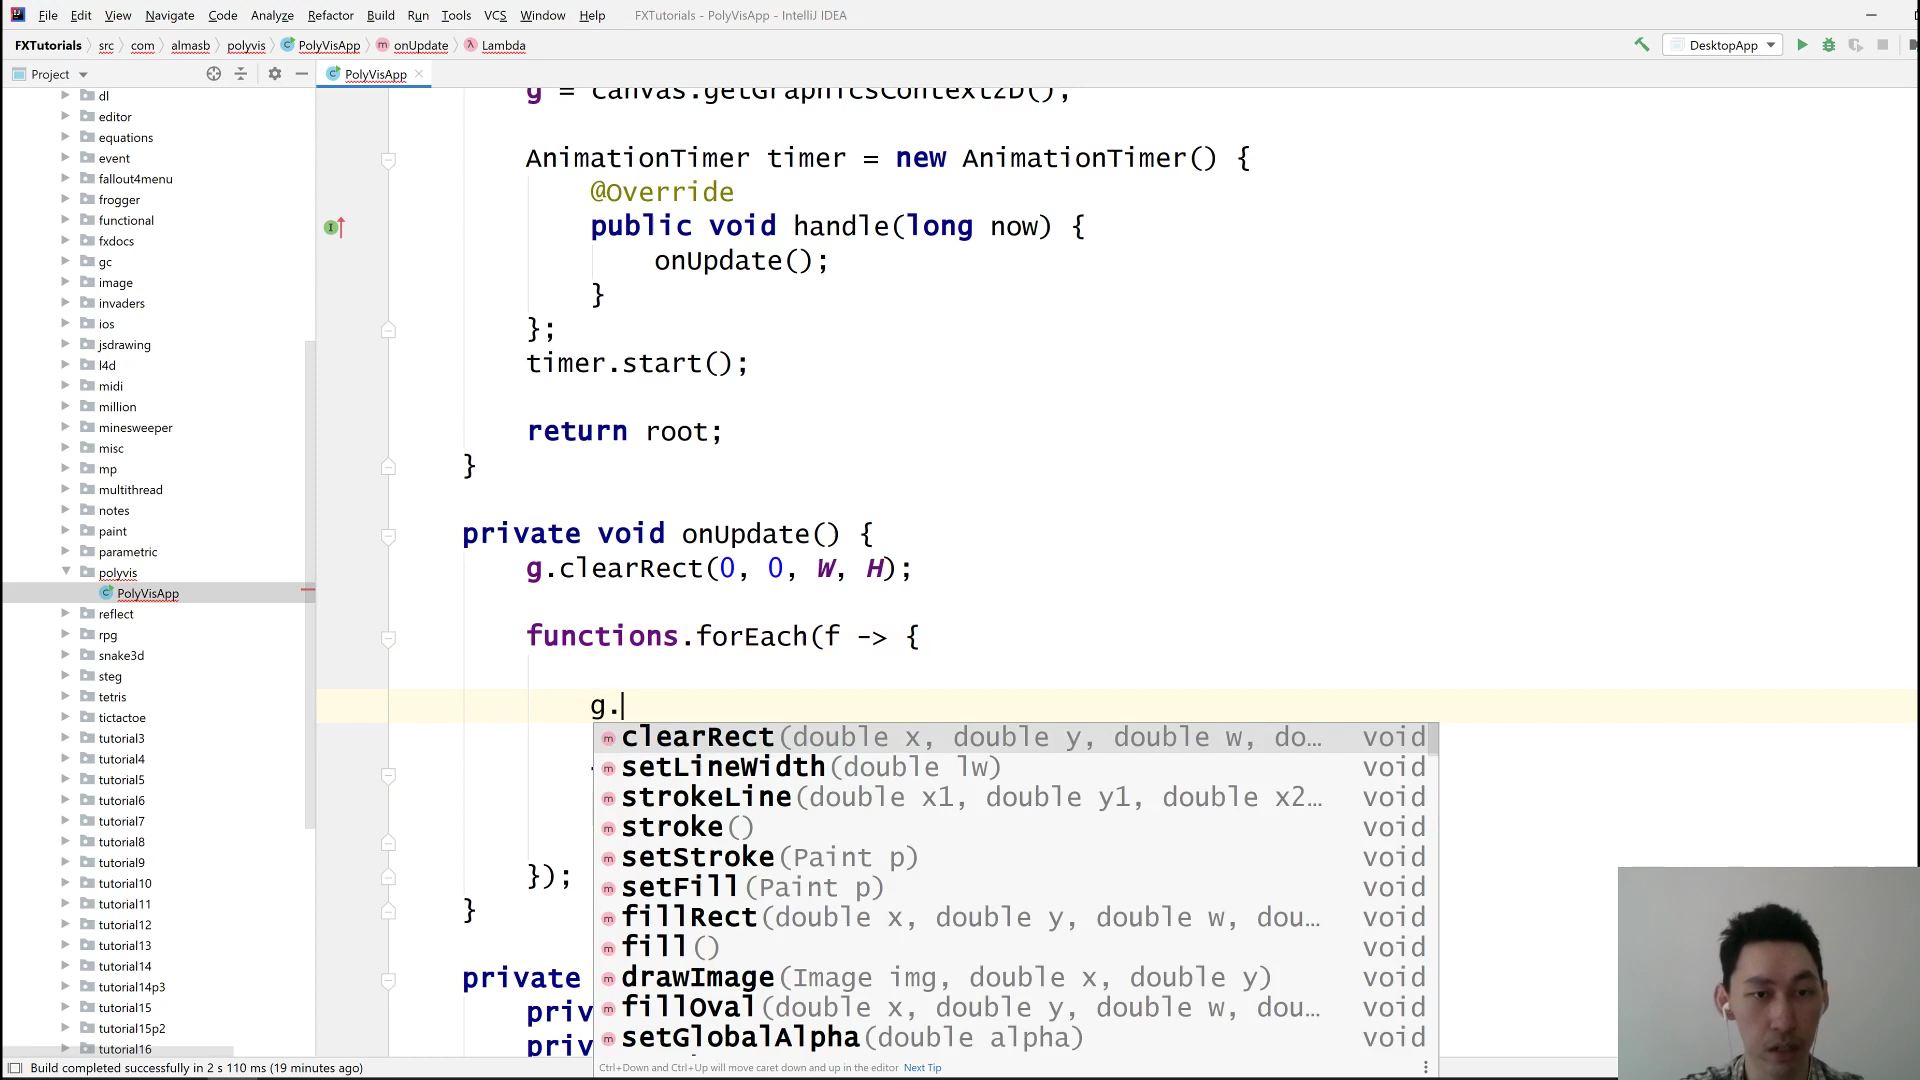 File Edit View Navigate Code Analyze Refactor Build Run Tools VCS Window Help FXTutorials - PolyVisApp - IntelliJ IDEA
FXTutorials src com almasb polyvis PolyVisApp onUpdate Lambda DesktopApp
Project PolyVisApp
dl
editor
equations
event
fallout4menu
frogger
functional
fxdocs
gc
image
invaders
ios
jsdrawing
l4d
midi
million
minesweeper
misc
mp
multithread
notes
paint
parametric
polyvis
PolyVisApp
reflect
rpg
snake3d
steg
tetris
tictactoe
tutorial3
tutorial4
tutorial5
tutorial6
tutorial7
tutorial8
tutorial9
tutorial10
tutorial11
tutorial12
tutorial13
tutorial14
tutorial14p3
tutorial15
tutorial15p2
tutorial16
g = canvas.getGraphicsContext2D();
AnimationTimer timer = new AnimationTimer() {
@Override
public void handle(long now) {
onUpdate();
}
};
timer.start();
return root;
}
private void onUpdate() {
g.clearRect(0, 0, W, H);
functions.forEach(f -> {
g.
clearRect(double x, double y, double w, do… void
setLineWidth(double lw) void
strokeLine(double x1, double y1, double x2… void
stroke() void
setStroke(Paint p) void
setFill(Paint p) void
fillRect(double x, double y, double w, dou… void
fill() void
drawImage(Image img, double x, double y) void
fillOval(double x, double y, double w, dou… void
setGlobalAlpha(double alpha) void
Ctrl+Down and Ctrl+Up will move caret down and up in the editor Next Tip
});
}
private
priv
priv
Build completed successfully in 2 s 110 ms (19 minutes ago)